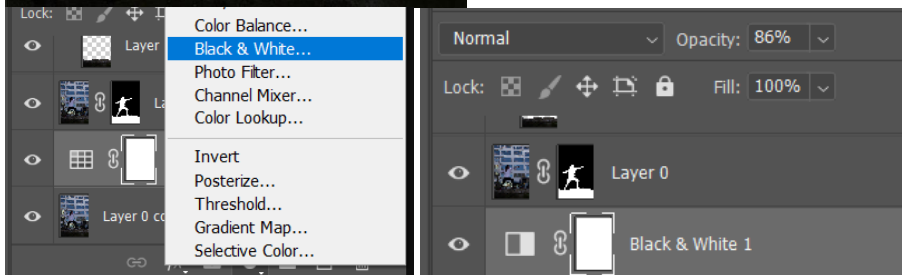 Lock:
Layer
Layer 0 co
Color Balance...
Black & White...
Photo Filter...
Channel Mixer...
Color Lookup...
Invert
Posterize...
Threshold...
Gradient Map...
Selective Color...
Normal Opacity: 86%
Lock: Fill: 100%
Layer 0
Black & White 1